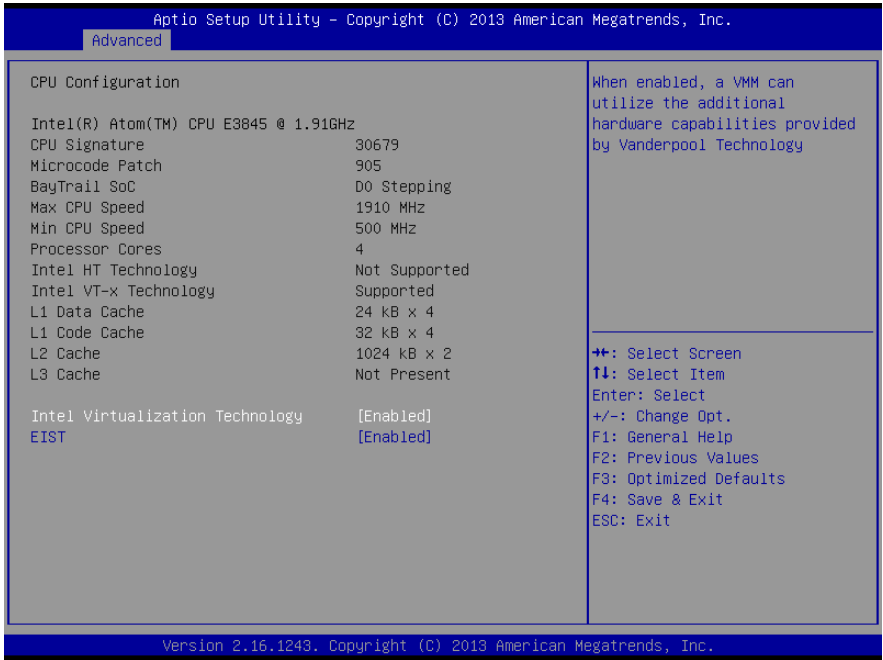 Aptio Setup Utility – Copyright (C) 2013 American Megatrends, Inc.
Advanced
CPU Configuration
Intel(R) Atom(TM) CPU E3845 @ 1.91GHz
CPU Signature 30679
Microcode Patch 905
BayTrail SoC D0 Stepping
Max CPU Speed 1910 MHz
Min CPU Speed 500 MHz
Processor Cores 4
Intel HT Technology Not Supported
Intel VT-x Technology Supported
L1 Data Cache 24 kB x 4
L1 Code Cache 32 kB x 4
L2 Cache 1024 kB x 2
L3 Cache Not Present
Intel Virtualization Technology [Enabled]
EIST [Enabled]
When enabled, a VMM can
utilize the additional
hardware capabilities provided
by Vanderpool Technology
→←: Select Screen
↑↓: Select Item
Enter: Select
+/-: Change Opt.
F1: General Help
F2: Previous Values
F3: Optimized Defaults
F4: Save & Exit
ESC: Exit
Version 2.16.1243. Copyright (C) 2013 American Megatrends, Inc.